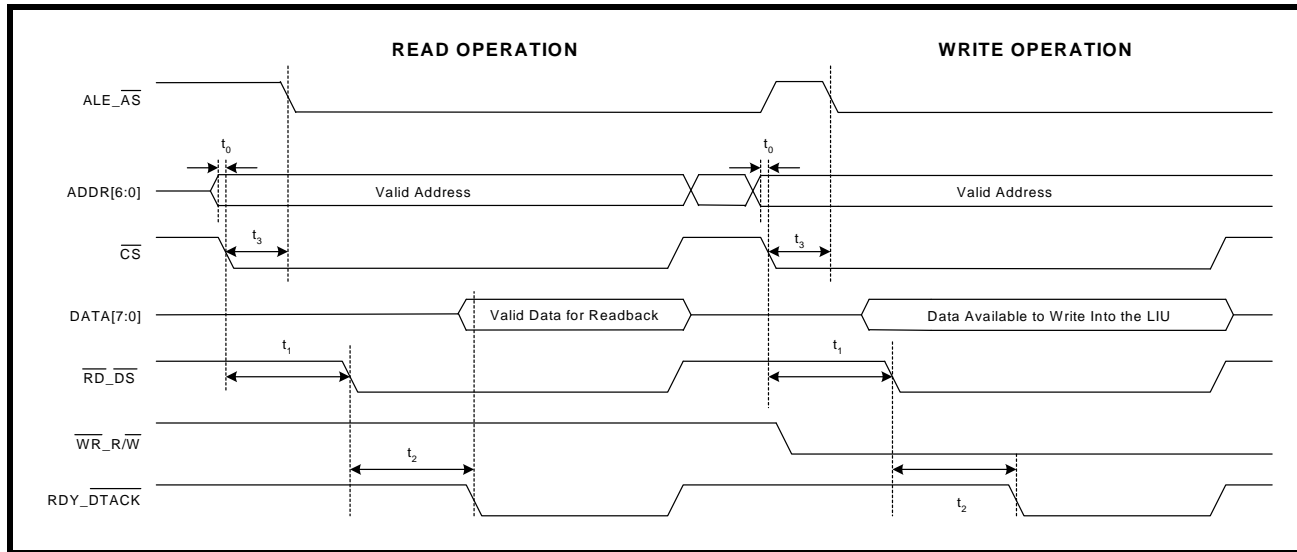 READ OPERATION WRITE OPERATION
ALE_AS
t0 t0
ADDR[6:0] Valid Address Valid Address
t3 t3
CS
DATA[7:0] Valid Data for Readback Data Available to Write Into the LIU
t1 t1
RD_DS
WR_R/W
t2
RDY_DTACK t2